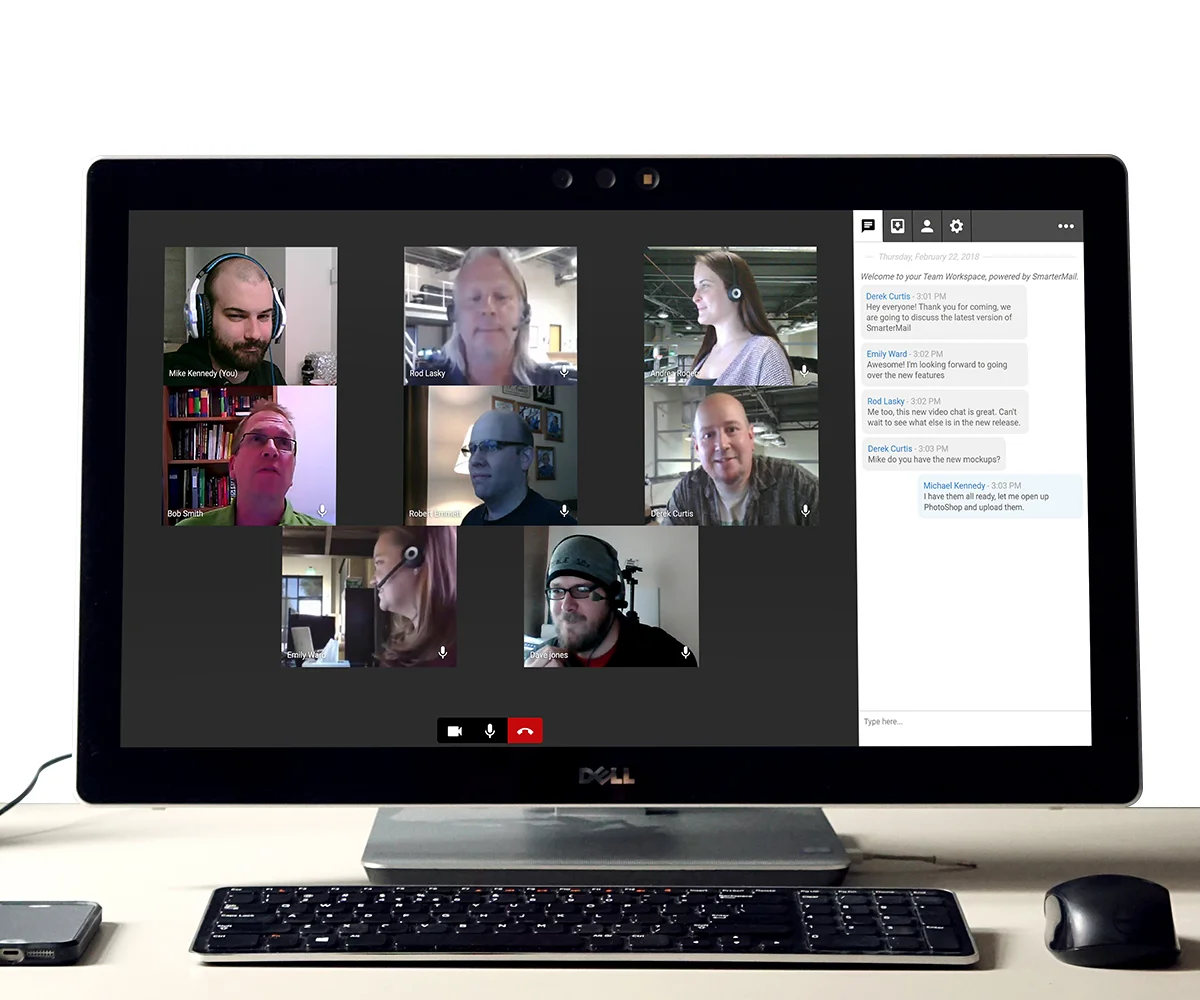 Mike Kennedy (You)
Rod Lasky
Andrea Rogers
Bob Smith
Robert Emmett
Derek Curtis
Emily Ward
Dave jones
Thursday, February 22, 2018
Welcome to your Team Workspace, powered by SmarterMail.
Derek Curtis - 3:01 PM
Hey everyone! Thank you for coming, we
are going to discuss the latest version of
SmarterMail
Emily Ward - 3:02 PM
Awesome! I'm looking forward to going
over the new features
Rod Lasky - 3:02 PM
Me too, this new video chat is great. Can't
wait to see what else is in the new release.
Derek Curtis - 3:03 PM
Mike do you have the new mockups?
Michael Kennedy - 3:03 PM
I have them all ready, let me open up
PhotoShop and upload them.
Type here...
DELL